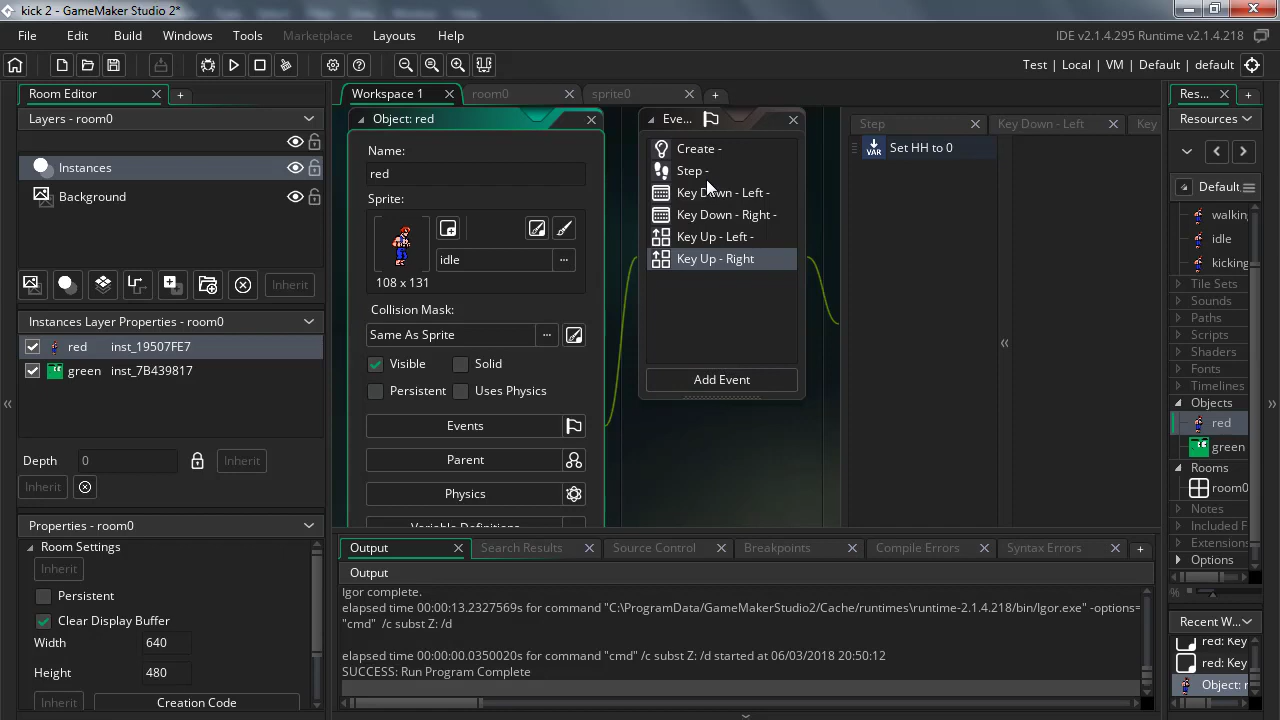 kick 2 - GameMaker Studio 2*
File Edit Build Windows Tools Marketplace Layouts Help
IDE v2.1.4.295 Runtime v2.1.4.218
Test | Local | VM | Default | default
Room Editor
Workspace 1 room0 sprite0
Res...
Layers - room0
Object: red
Eve...
Step Key Down - Left Key
Resources
Instances
Background
Name:
red
Sprite:
idle
108 x 131
Collision Mask:
Same As Sprite
Visible Solid
Persistent Uses Physics
Events
Parent
Physics
Variable Definitions
Create -
Step -
Key Down - Left -
Key Down - Right -
Key Up - Left -
Key Up - Right
Add Event
Set HH to 0
Default
walking
idle
kicking
Tile Sets
Sounds
Paths
Scripts
Shaders
Fonts
Timelines
Objects
red
green
Rooms
room0
Notes
Included F
Extensions
Options
Inherit
Instances Layer Properties - room0
red inst_19507FE7
green inst_7B439817
Depth 0 Inherit
Inherit
Properties - room0
Room Settings
Inherit
Persistent
Clear Display Buffer
Width 640
Height 480
Inherit Creation Code
Output Search Results Source Control Breakpoints Compile Errors Syntax Errors
Output
Igor complete.
elapsed time 00:00:13.2327569s for command "C:\ProgramData/GameMakerStudio2/Cache/runtimes\runtime-2.1.4.218/bin/Igor.exe" -options=
"cmd" /c subst Z: /d
elapsed time 00:00:00.0350020s for command "cmd" /c subst Z: /d started at 06/03/2018 20:50:12
SUCCESS: Run Program Complete
Recent W...
red: Key
red: Key
Object: r